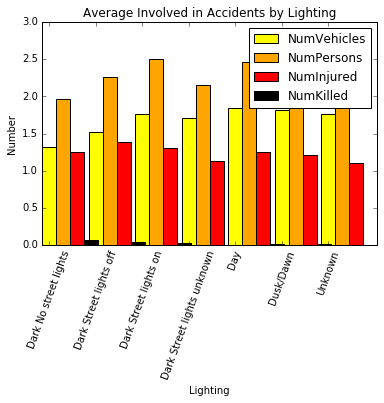 Average Involved in Accidents by Lighting
3.0
2.5
2.0
1.5
1.0
0.5
0.0
Number
NumVehicles
NumPersons
NumInjured
NumKilled
Dark No street lights
Dark Street lights off
Dark Street lights on
Dark Street lights unknown
Day
Dusk/Dawn
Unknown
Lighting